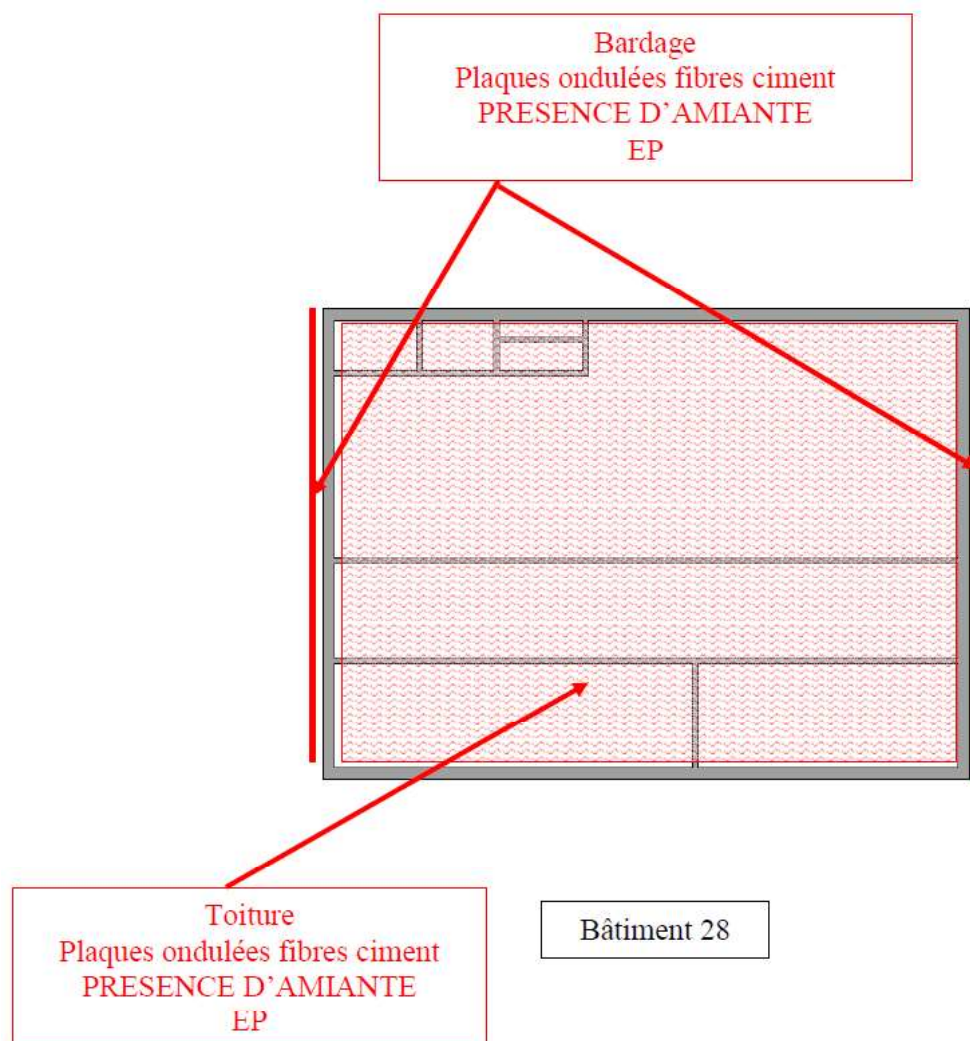 Bardage
Plaques ondulées fibres ciment
PRESENCE D’AMIANTE
EP
Toiture
Plaques ondulées fibres ciment
PRESENCE D’AMIANTE
EP
Bâtiment 28